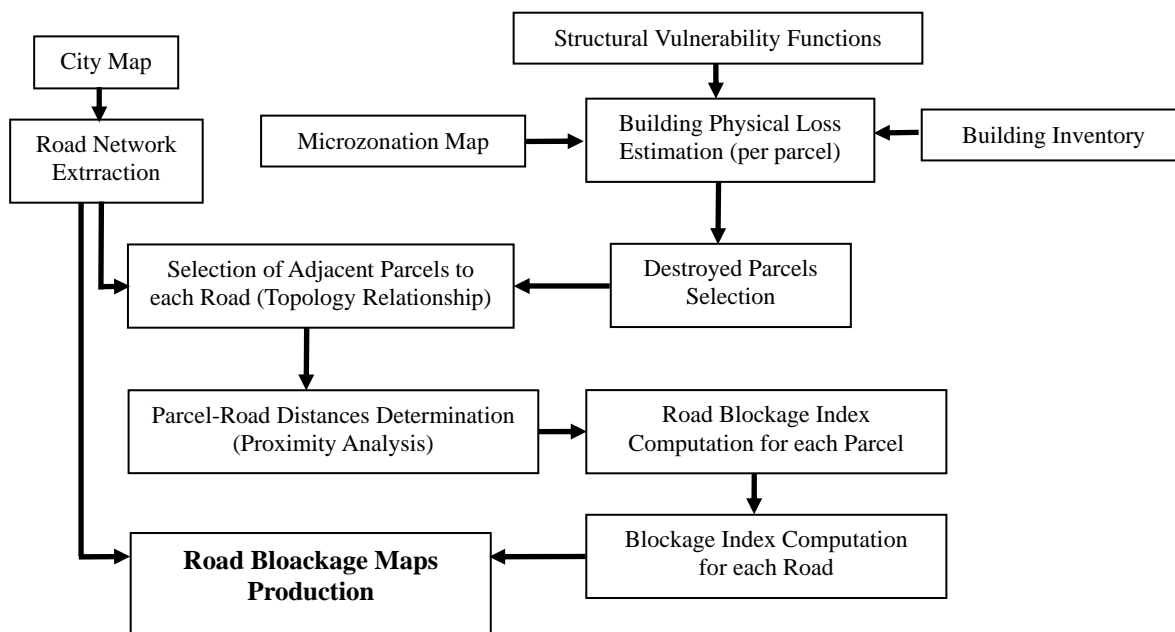 Structural Vulnerability Functions
City Map
Road Network
Extrraction
Microzonation Map
Building Physical Loss
Estimation (per parcel)
Building Inventory
Selection of Adjacent Parcels to
each Road (Topology Relationship)
Destroyed Parcels
Selection
Parcel-Road Distances Determination
(Proximity Analysis)
Road Blockage Index
Computation for each Parcel
Road Bloackage Maps
Production
Blockage Index Computation
for each Road